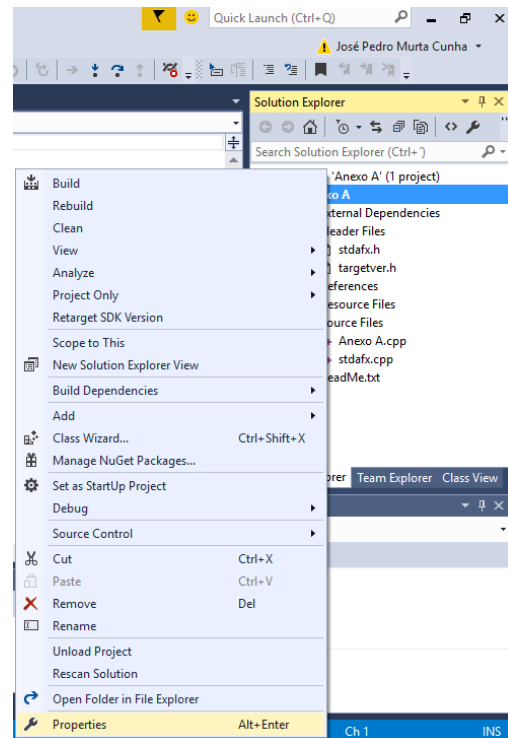 Quick Launch (Ctrl+Q)
José Pedro Murta Cunha
Solution Explorer
Search Solution Explorer (Ctrl+´)
'Anexo A' (1 project)
xo A
xternal Dependencies
eader Files
stdafx.h
targetver.h
eferences
esource Files
ource Files
Anexo A.cpp
stdafx.cpp
eadMe.txt
Build
Rebuild
Clean
View
Analyze
Project Only
Retarget SDK Version
Scope to This
New Solution Explorer View
Build Dependencies
Add
Class Wizard... Ctrl+Shift+X
Manage NuGet Packages...
Set as StartUp Project
Debug
Source Control
Cut Ctrl+X
Paste Ctrl+V
Remove Del
Rename
Unload Project
Rescan Solution
Open Folder in File Explorer
Properties Alt+Enter
orer Team Explorer Class View
Ch 1 INS